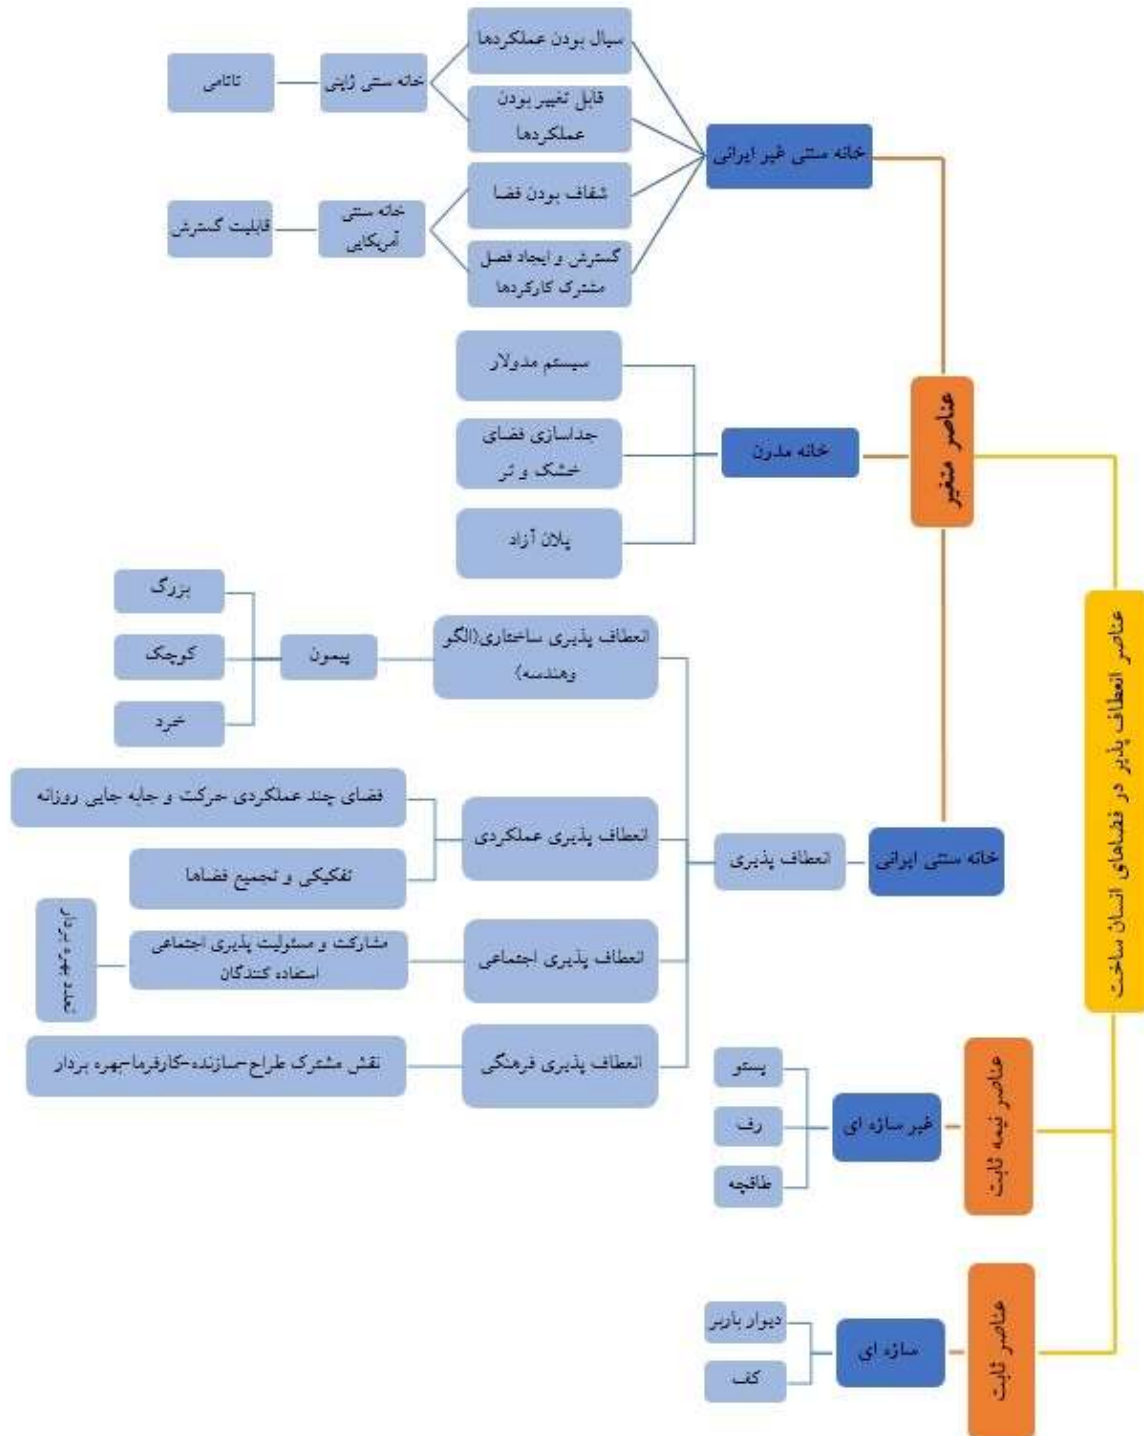 عناصر انعطاف پذیر در فضاهای انسان ساخت
عناصر متغیر
خانه سنتی غیر ایرانی
سیال بودن عملکردها
قابل تغییر بودن
عملکردها
خانه سنتی ژاپنی
تاتامی
شفاف بودن فضا
گسترش و ایجاد فصل
مشترک کارکردها
خانه سنتی
آمریکایی
قابلیت گسترش
خانه مدرن
سیستم مدولار
جداسازی فضای
خشک و تر
پلان آزاد
خانه سنتی ایرانی
انعطاف پذیری
انعطاف پذیری ساختاری(الگو
وهندسه)
پیمون
بزرگ
کوچک
خرد
انعطاف پذیری عملکردی
فضای چند عملکردی حرکت و جابه جایی روزانه
تفکیکی و تجمیع فضاها
انعطاف پذیری اجتماعی
مشارکت و مسئولیت پذیری اجتماعی
استفاده کنندگان
تعدد بهره بردار
انعطاف پذیری فرهنگی
نقش مشترک طراح-سازنده-کارفرما-بهره بردار
عناصر نیمه ثابت
غیر سازه ای
پستو
رف
طاقچه
عناصر ثابت
سازه ای
دیوار باربر
کف